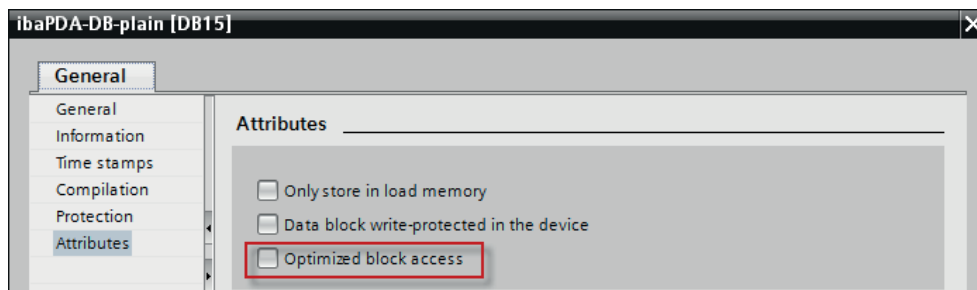 ibaPDA-DB-plain [DB15]
General
General
Information
Time stamps
Compilation
Protection
Attributes
Attributes
Only store in load memory
Data block write-protected in the device
Optimized block access